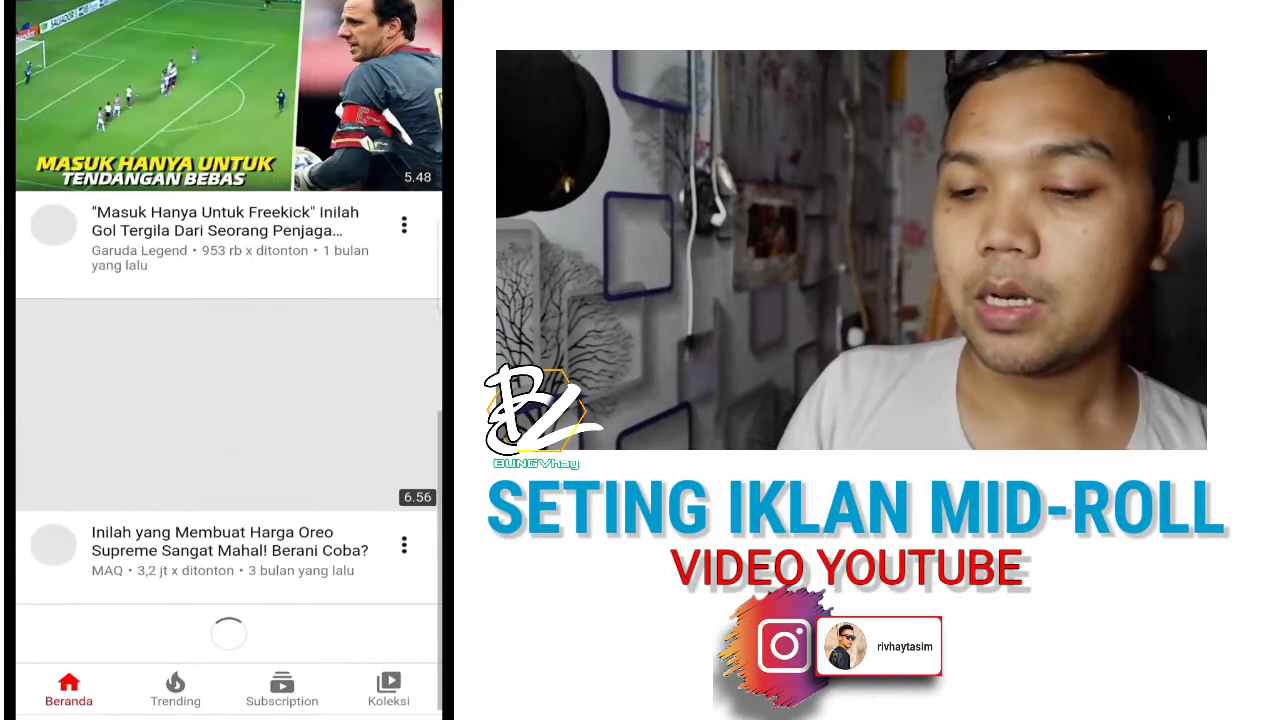 SALVADOR
MASUK HANYA UNTUK
TENDANGAN BEBAS
5.48
"Masuk Hanya Untuk Freekick" Inilah
Gol Tergila Dari Seorang Penjaga...
Garuda Legend • 953 rb x ditonton • 1 bulan
yang lalu
6.56
Inilah yang Membuat Harga Oreo
Supreme Sangat Mahal! Berani Coba?
MAQ • 3,2 jt x ditonton • 3 bulan yang lalu
Beranda
Trending
Subscription
Koleksi
BV
BUNGVhay
SETING IKLAN MID-ROLL
VIDEO YOUTUBE
rivhaytasim